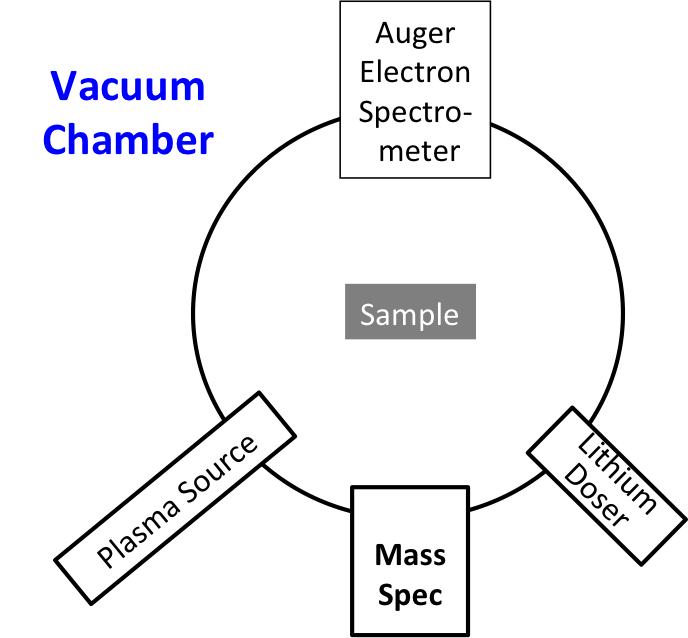 Vacuum
Chamber
Auger
Electron
Spectro-
meter
Sample
Plasma Source
Mass
Spec
Lithium
Doser